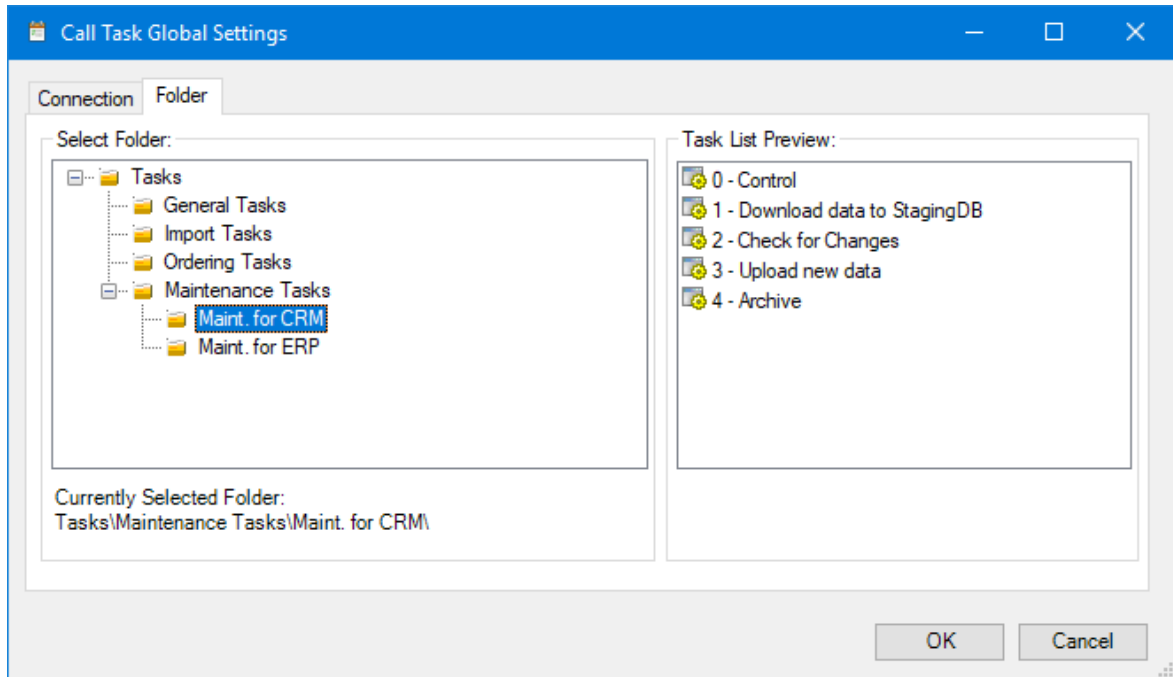 Call Task Global Settings
Connection
Folder
Select Folder:
Tasks
General Tasks
Import Tasks
Ordering Tasks
Maintenance Tasks
Maint. for CRM
Maint. for ERP
Currently Selected Folder:
Tasks\Maintenance Tasks\Maint. for CRM\
Task List Preview:
0 - Control
1 - Download data to StagingDB
2 - Check for Changes
3 - Upload new data
4 - Archive
OK
Cancel